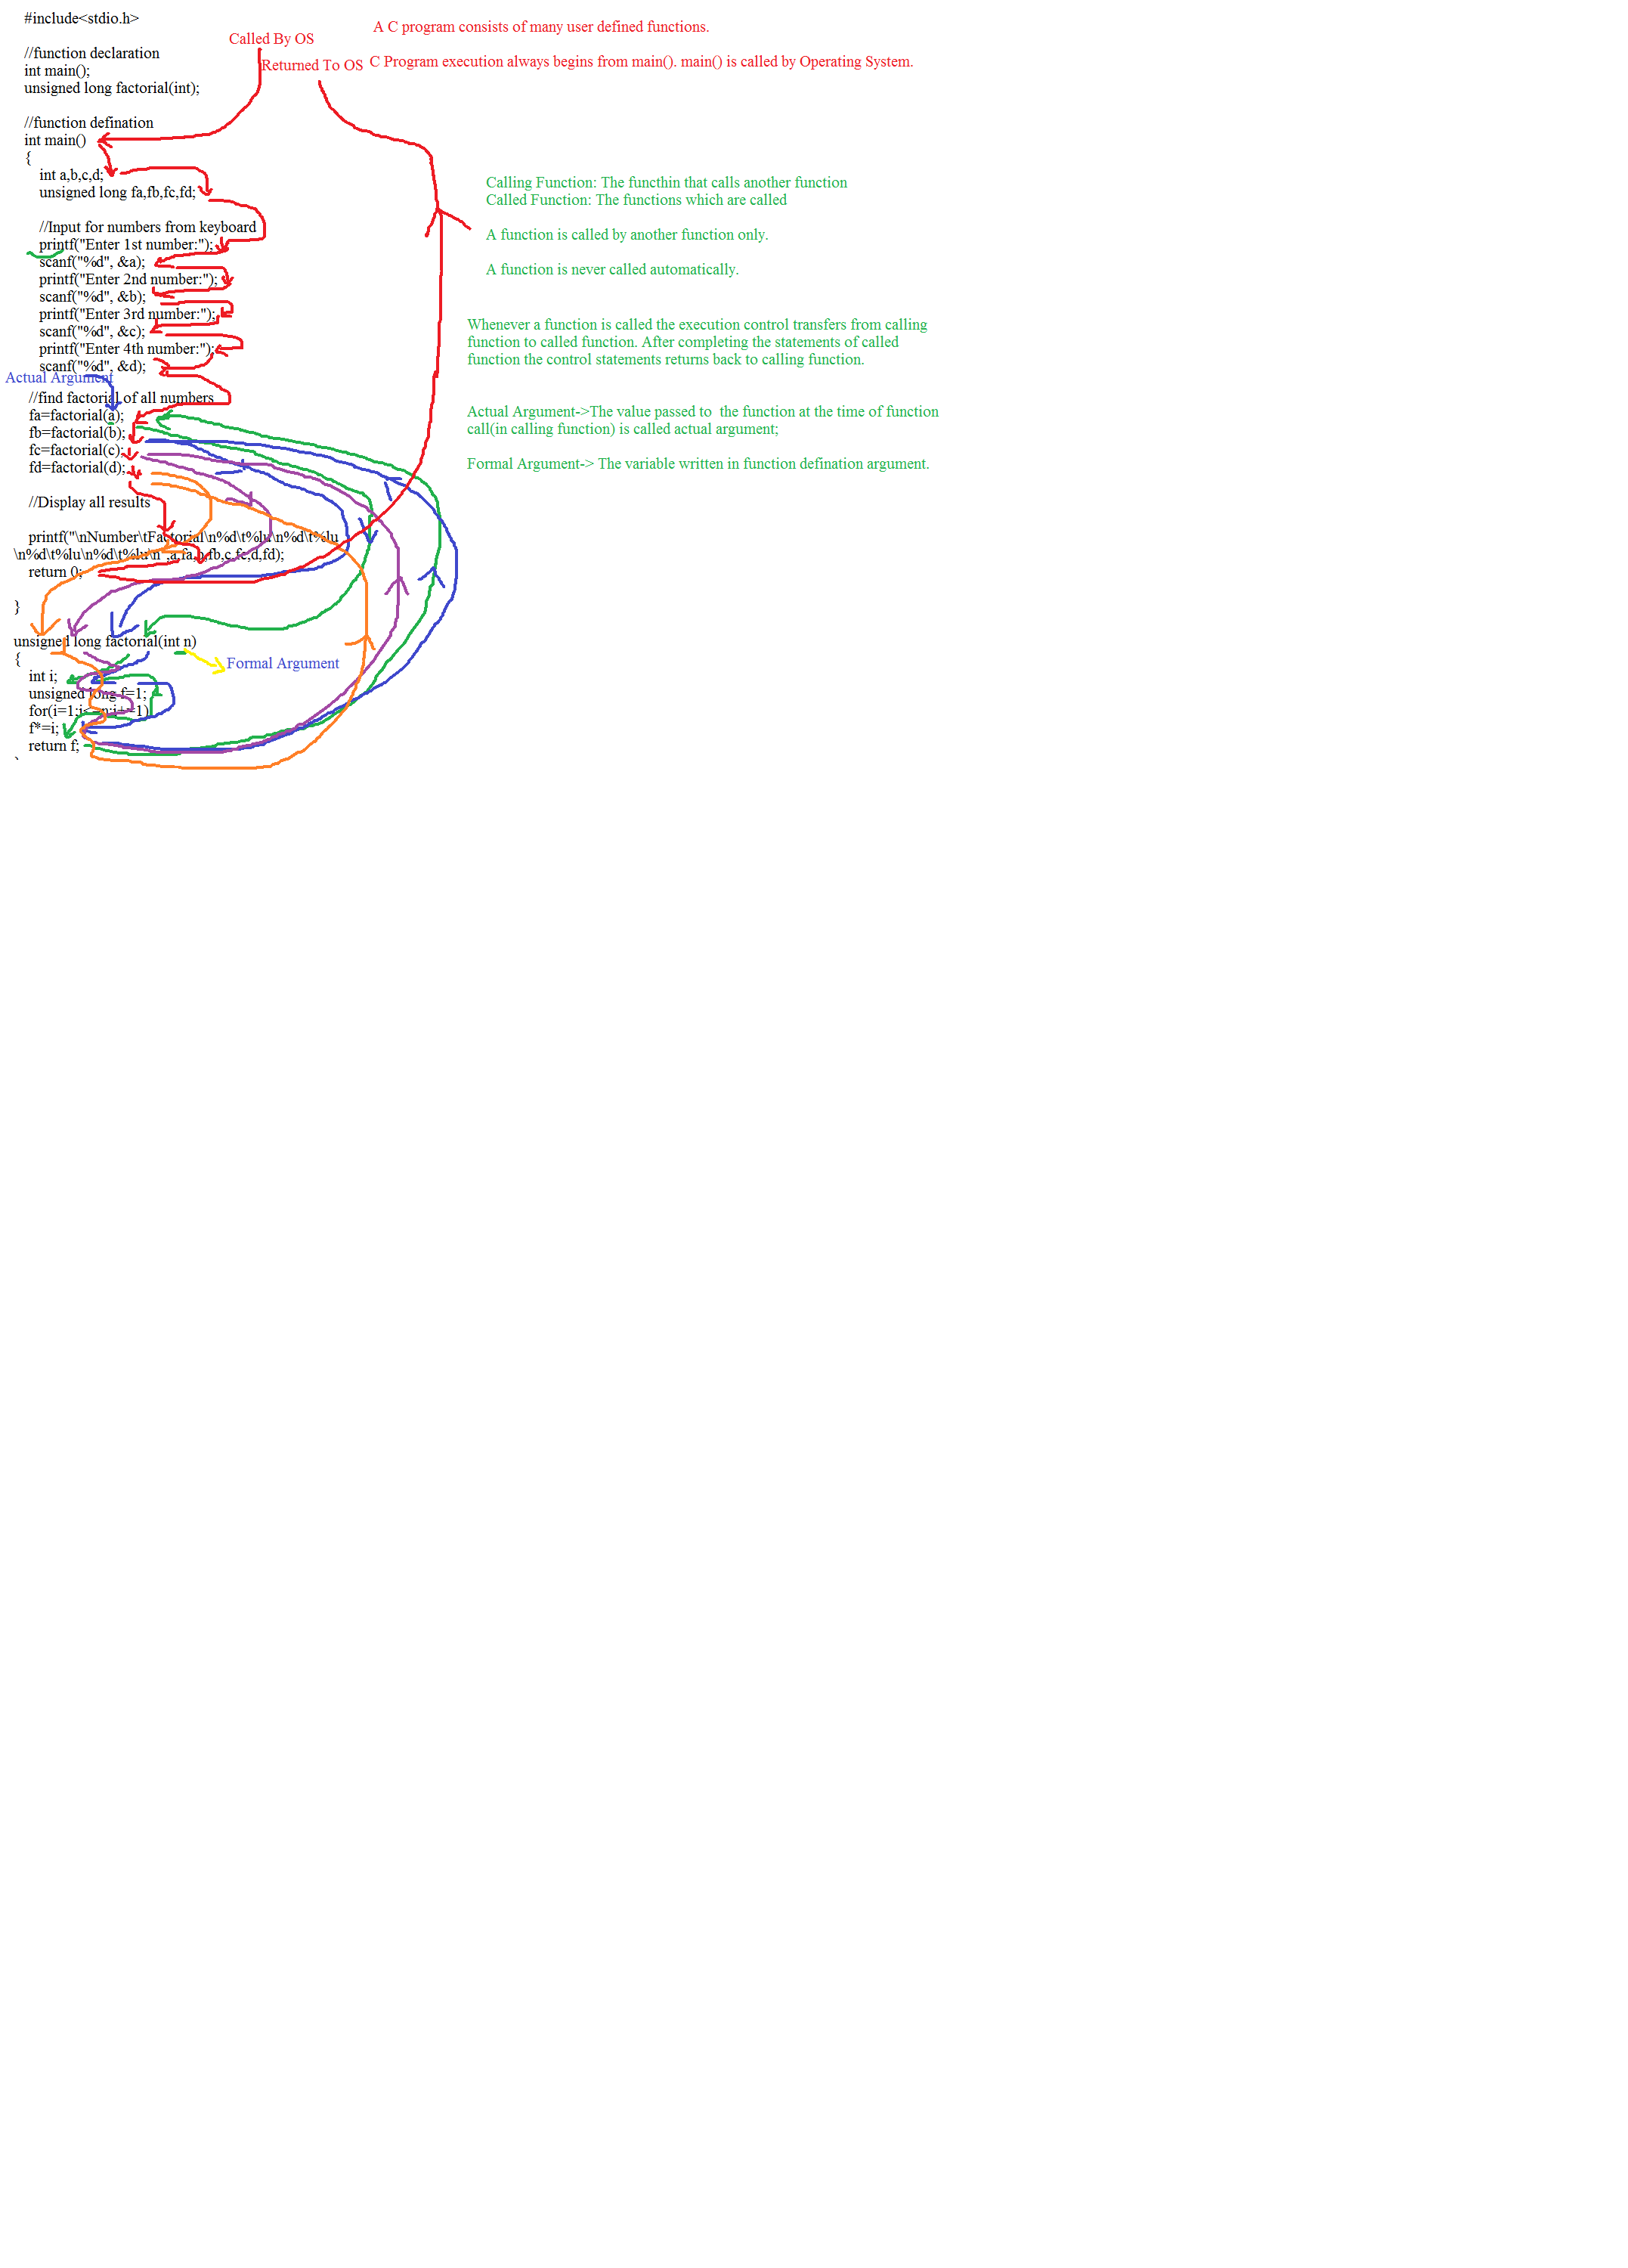 #include<stdio.h>
//function declaration
int main();
unsigned long factorial(int);
//function defination
int main()
{
int a,b,c,d;
unsigned long fa,fb,fc,fd;
//Input for numbers from keyboard
printf("Enter 1st number:");
scanf("%d", &a);
printf("Enter 2nd number:");
scanf("%d", &b);
printf("Enter 3rd number:");
scanf("%d", &c);
printf("Enter 4th number:");
scanf("%d", &d);
Actual Argument
//find factorial of all numbers
fa=factorial(a);
fb=factorial(b);
fc=factorial(c);
fd=factorial(d);
//Display all results
printf("\nNumber\tFactorial\n%d\t%lu\n%d\t%lu
\n%d\t%lu\n%d\t%lu\n",a,fa,b,fb,c,fc,d,fd);
return 0;
}
unsigned long factorial(int n)
{
Formal Argument
int i;
unsigned long f=1;
for(i=1;i<=n;i+=1)
f*=i;
return f;
Called By OS
Returned To OS
A C program consists of many user defined functions.
C Program execution always begins from main(). main() is called by Operating System.
Calling Function: The functhin that calls another function
Called Function: The functions which are called
A function is called by another function only.
A function is never called automatically.
Whenever a function is called the execution control transfers from calling
function to called function. After completing the statements of called
function the control statements returns back to calling function.
Actual Argument->The value passed to  the function at the time of function
call(in calling function) is called actual argument;
Formal Argument-> The variable written in function defination argument.